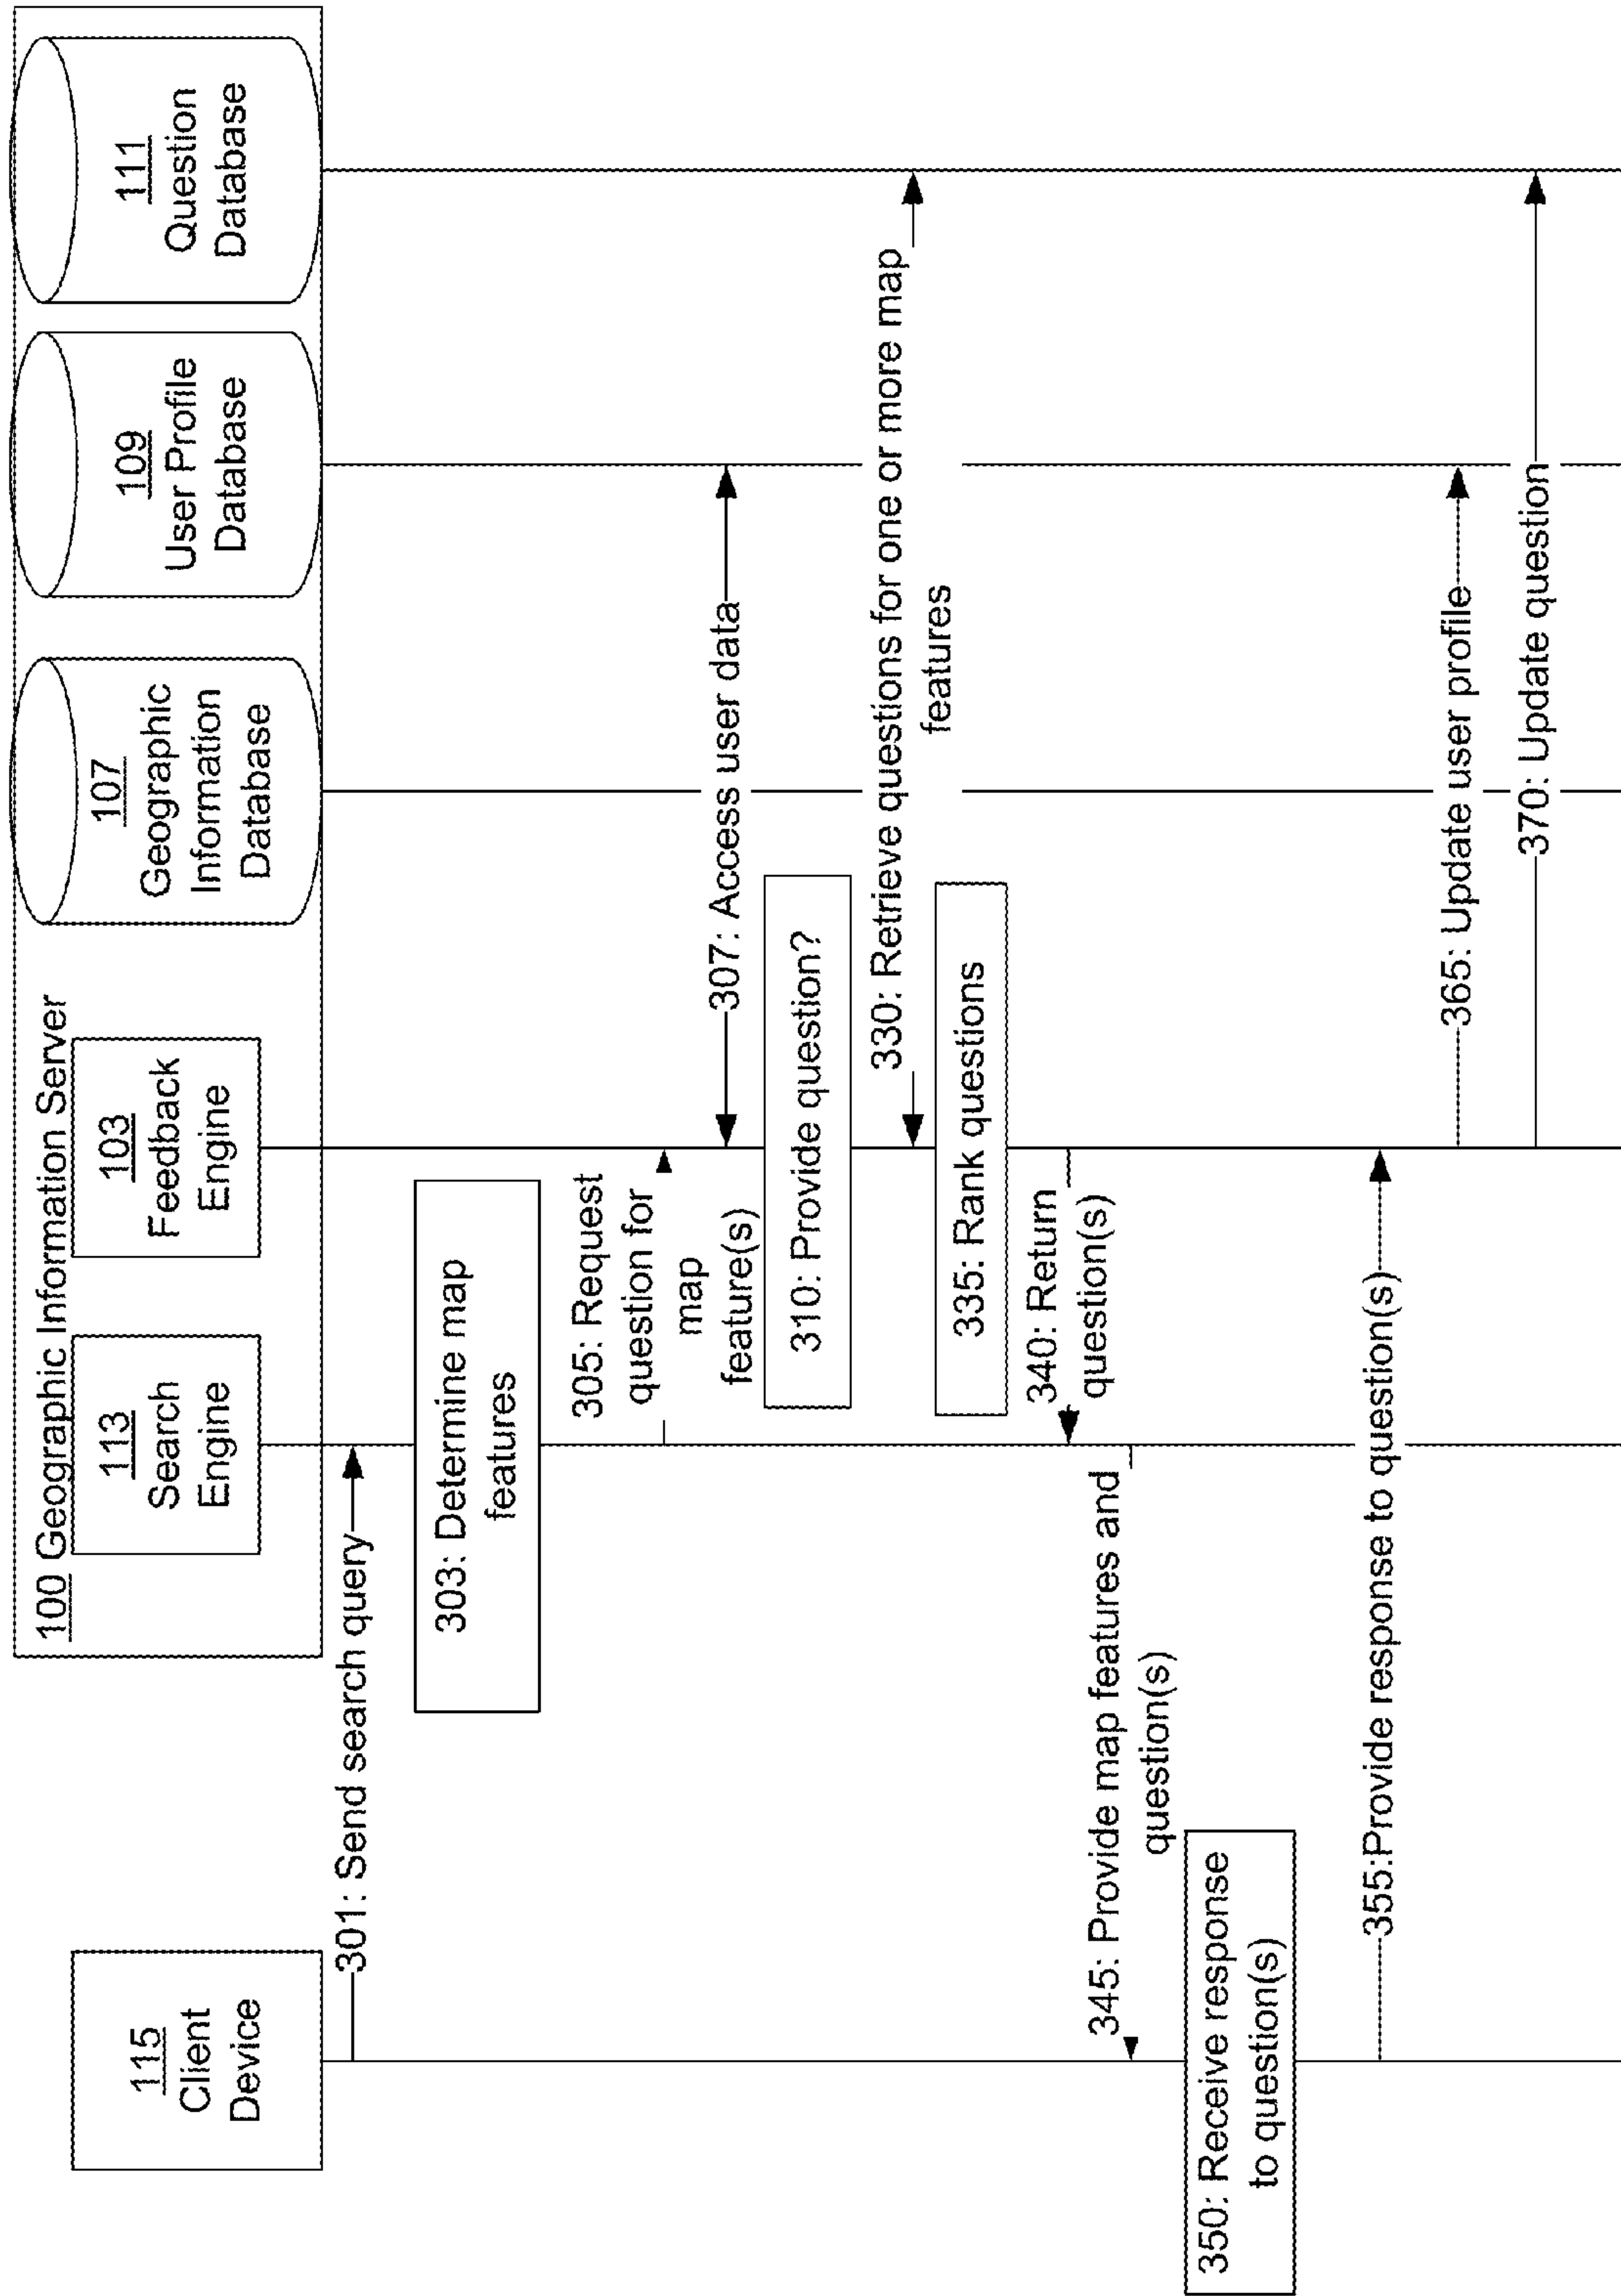 100 Geographic Information Server
115
Client
Device
113
Search
Engine
103
Feedback
Engine
107
Geographic
Information
Database
109
User Profile
Database
111
Question
Database
301: Send search query
303: Determine map
features
305: Request
question for
map
feature(s)
307: Access user data
310: Provide question?
330: Retrieve questions for one or more map
features
335: Rank questions
340: Return
question(s)
345: Provide map features and
question(s)
350: Receive response
to question(s)
355:Provide response to question(s)
365: Update user profile
370: Update question